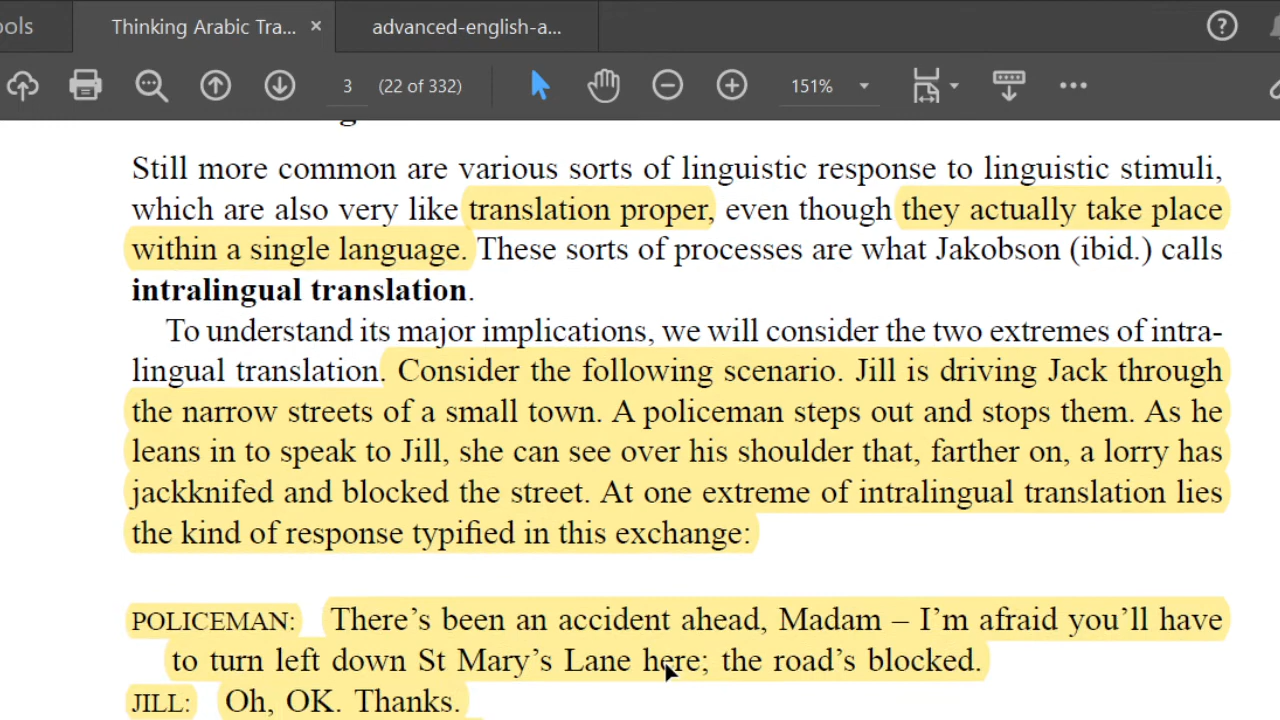 ools
Thinking Arabic Tra... ×
advanced-english-a...
3 (22 of 332)
151%
Still more common are various sorts of linguistic response to linguistic stimuli,
which are also very like translation proper, even though they actually take place
within a single language. These sorts of processes are what Jakobson (ibid.) calls
intralingual translation.
To understand its major implications, we will consider the two extremes of intra-
lingual translation. Consider the following scenario. Jill is driving Jack through
the narrow streets of a small town. A policeman steps out and stops them. As he
leans in to speak to Jill, she can see over his shoulder that, farther on, a lorry has
jackknifed and blocked the street. At one extreme of intralingual translation lies
the kind of response typified in this exchange:
POLICEMAN: There’s been an accident ahead, Madam – I’m afraid you’ll have
to turn left down St Mary’s Lane here; the road’s blocked.
JILL: Oh, OK. Thanks.